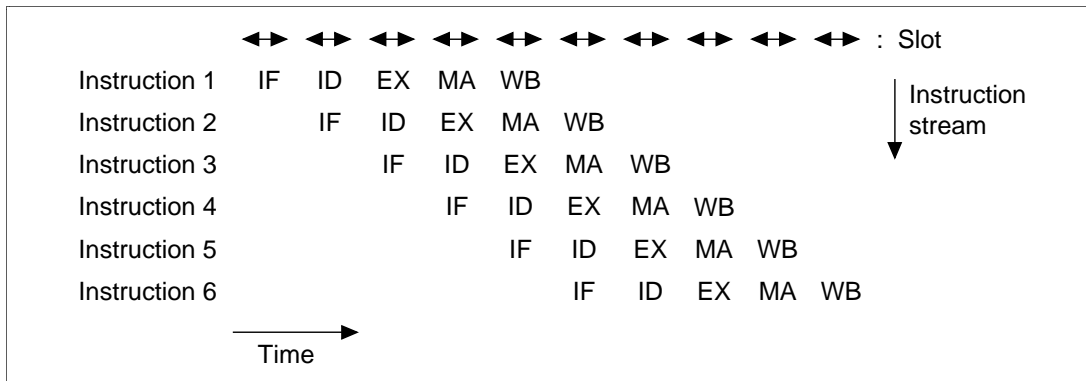 : Slot
Instruction 1 IF ID EX MA WB
Instruction 2 IF ID EX MA WB
Instruction 3 IF ID EX MA WB
Instruction 4 IF ID EX MA WB
Instruction 5 IF ID EX MA WB
Instruction 6 IF ID EX MA WB
Instruction
stream
Time